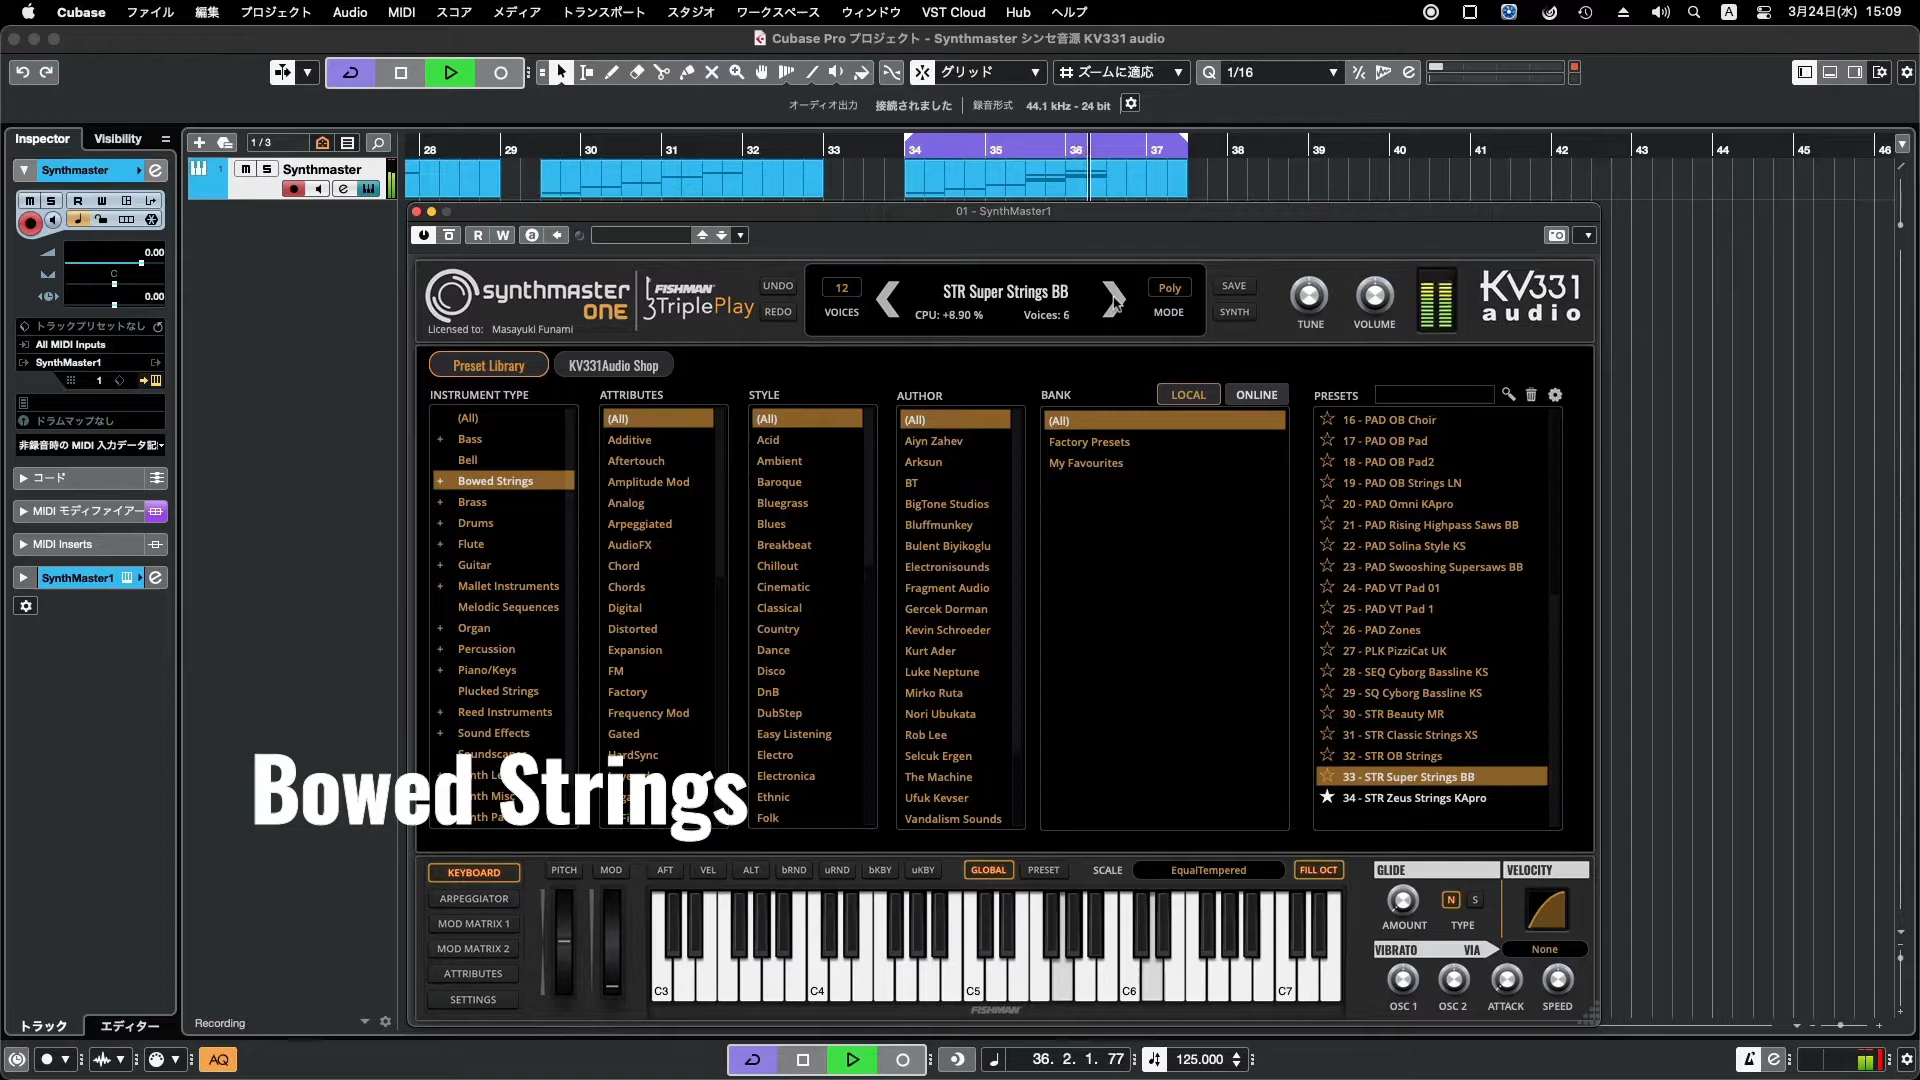 Cubase ファイル 編集 プロジェクト Audio MIDI スコア メディア トランスポート スタジオ ワークスペース ウィンドウ VST Cloud Hub ヘルプ
A 3月24日(水) 15:09
Cubase Pro プロジェクト - Synthmaster シンセ音源 KV331 audio
グリッド ズームに適応 Q 1/16
オーディオ出力 接続されました 録音形式 44.1 kHz - 24 bit
Inspector Visibility
1 / 3
28 29 30 31 32 33 34 35 36 37 38 39 40 41 42 43 44 45 46
Synthmaster
1 M S Synthmaster
M S R W
0.00
C
0.00
トラックプリセットなし
All MIDI Inputs
SynthMaster1
1
ドラムマップなし
非録音時の MIDI 入力データ記
コード
MIDI モディファイアー
MIDI Inserts
SynthMaster1
01 - SynthMaster1
R W
synthmaster
ONE
Licensed to: Masayuki Funami
FISHMAN
TriplePlay
UNDO
REDO
12
VOICES
STR Super Strings BB
CPU: +8.90 % Voices: 6
Poly
MODE
SAVE
SYNTH
TUNE VOLUME
KV331
audio
Preset Library KV331Audio Shop
INSTRUMENT TYPE
(All)
+ Bass
Bell
+ Bowed Strings
+ Brass
+ Drums
+ Flute
+ Guitar
+ Mallet Instruments
Melodic Sequences
+ Organ
+ Percussion
+ Piano/Keys
Plucked Strings
+ Reed Instruments
+ Sound Effects
ATTRIBUTES
(All)
Additive
Aftertouch
Amplitude Mod
Analog
Arpeggiated
AudioFX
Chord
Chords
Digital
Distorted
Expansion
FM
Factory
Frequency Mod
Gated
HardSync
STYLE
(All)
Acid
Ambient
Baroque
Bluegrass
Blues
Breakbeat
Chillout
Cinematic
Classical
Country
Dance
Disco
DnB
DubStep
Easy Listening
Electro
Electronica
Ethnic
Folk
AUTHOR
(All)
Aiyn Zahev
Arksun
BT
BigTone Studios
Bluffmunkey
Bulent Biyikoglu
Electronisounds
Fragment Audio
Gercek Dorman
Kevin Schroeder
Kurt Ader
Luke Neptune
Mirko Ruta
Nori Ubukata
Rob Lee
Selcuk Ergen
The Machine
Ufuk Kevser
Vandalism Sounds
BANK LOCAL ONLINE
(All)
Factory Presets
My Favourites
PRESETS
16 - PAD OB Choir
17 - PAD OB Pad
18 - PAD OB Pad2
19 - PAD OB Strings LN
20 - PAD Omni KApro
21 - PAD Rising Highpass Saws BB
22 - PAD Solina Style KS
23 - PAD Swooshing Supersaws BB
24 - PAD VT Pad 01
25 - PAD VT Pad 1
26 - PAD Zones
27 - PLK PizziCat UK
28 - SEQ Cyborg Bassline KS
29 - SQ Cyborg Bassline KS
30 - STR Beauty MR
31 - STR Classic Strings XS
32 - STR OB Strings
33 - STR Super Strings BB
34 - STR Zeus Strings KApro
Bowed Strings
KEYBOARD
ARPEGGIATOR
MOD MATRIX 1
MOD MATRIX 2
ATTRIBUTES
SETTINGS
PITCH MOD AFT VEL ALT bRND uRND bKBY uKBY GLOBAL PRESET SCALE EqualTempered FILL OCT
C3 C4 C5 C6 C7
FISHMAN
GLIDE VELOCITY
N S
AMOUNT TYPE
VIBRATO VIA None
OSC 1 OSC 2 ATTACK SPEED
トラック エディター
Recording
AQ
36. 2. 1. 77
125.000